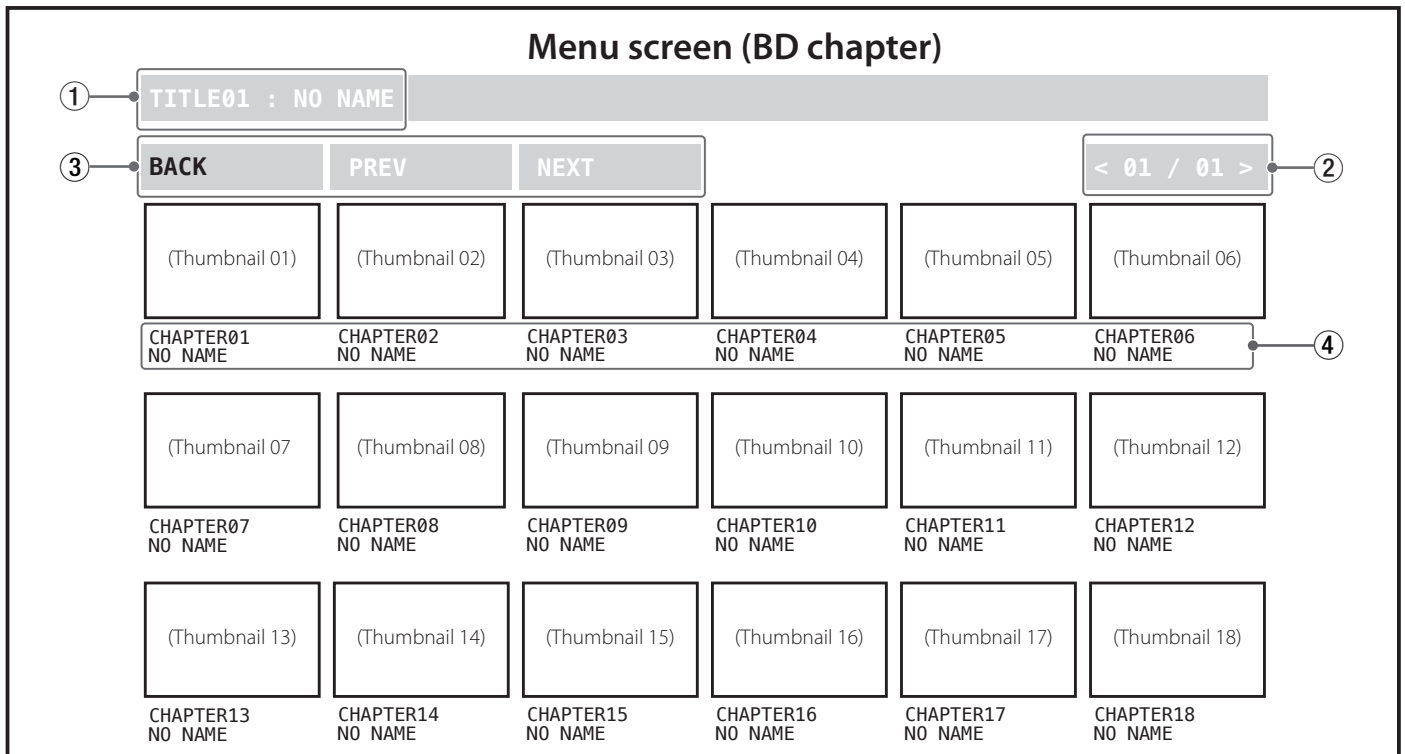 Menu screen (BD chapter)
① TITLE01 : NO NAME
③ BACK PREV NEXT < 01 / 01 > ②
(Thumbnail 01) (Thumbnail 02) (Thumbnail 03) (Thumbnail 04) (Thumbnail 05) (Thumbnail 06)
CHAPTER01 CHAPTER02 CHAPTER03 CHAPTER04 CHAPTER05 CHAPTER06
NO NAME NO NAME NO NAME NO NAME NO NAME NO NAME
④
(Thumbnail 07 (Thumbnail 08) (Thumbnail 09 (Thumbnail 10) (Thumbnail 11) (Thumbnail 12)
CHAPTER07 CHAPTER08 CHAPTER09 CHAPTER10 CHAPTER11 CHAPTER12
NO NAME NO NAME NO NAME NO NAME NO NAME NO NAME
(Thumbnail 13) (Thumbnail 14) (Thumbnail 15) (Thumbnail 16) (Thumbnail 17) (Thumbnail 18)
CHAPTER13 CHAPTER14 CHAPTER15 CHAPTER16 CHAPTER17 CHAPTER18
NO NAME NO NAME NO NAME NO NAME NO NAME NO NAME